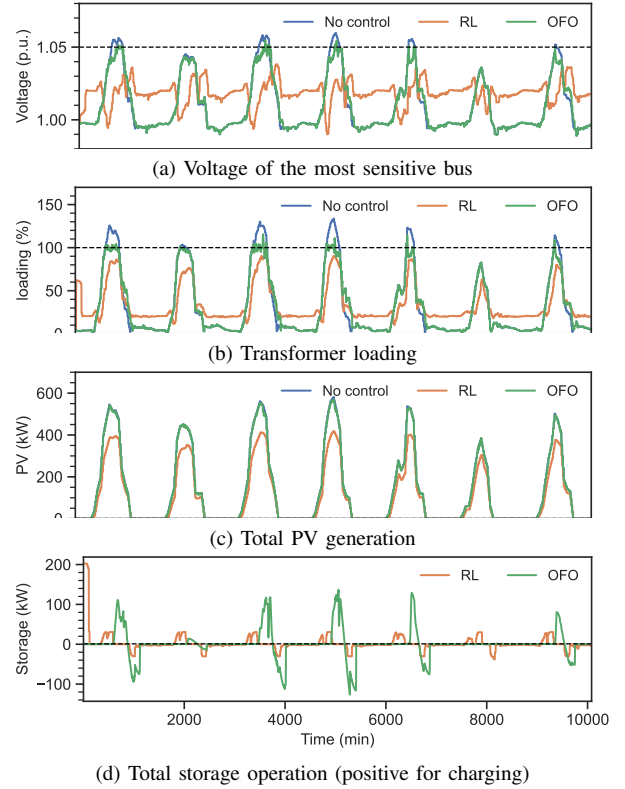 No control RL OFO
Voltage (p.u.)
1.05
1.00
(a) Voltage of the most sensitive bus
No control RL OFO
loading (%)
150
100
50
0
(b) Transformer loading
No control RL OFO
PV (kW)
600
400
200
0
(c) Total PV generation
RL OFO
Storage (kW)
200
100
0
−100
2000 4000 6000 8000 10000
Time (min)
(d) Total storage operation (positive for charging)